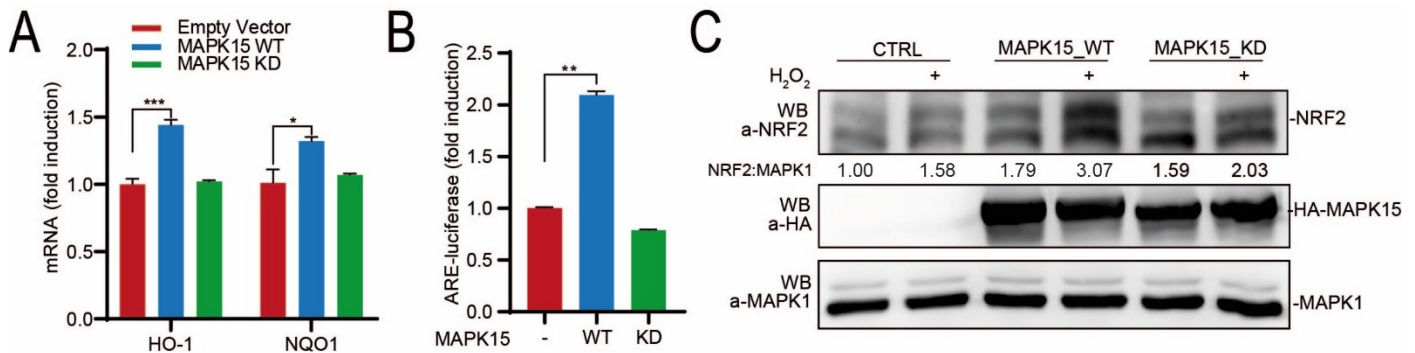 A
Empty Vector
MAPK15 WT
MAPK15 KD
mRNA (fold induction)
2.0
1.5
1.0
0.5
0.0
***
*
HO-1
NQO1
B
ARE-luciferase (fold induction)
2.5
2.0
1.5
1.0
0.5
0.0
**
MAPK15 - WT KD
C
CTRL MAPK15_WT MAPK15_KD
H₂O₂ + + +
WB
a-NRF2
-NRF2
NRF2:MAPK1 1.00 1.58 1.79 3.07 1.59 2.03
WB
a-HA
-HA-MAPK15
WB
a-MAPK1
-MAPK1